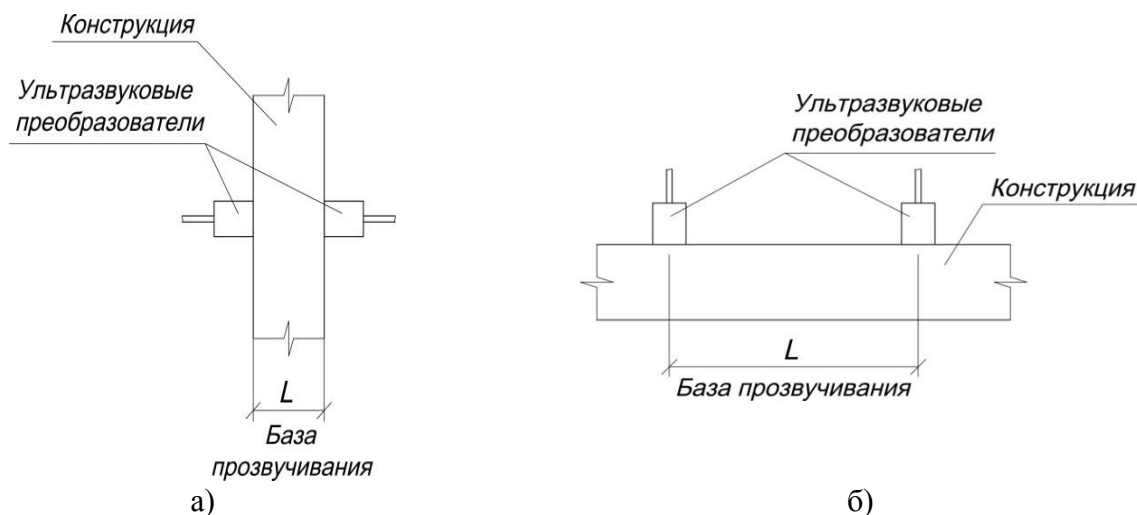 Конструкция
Ультразвуковые
преобразователи
L
База
прозвучивания
а)
Ультразвуковые
преобразователи
Конструкция
L
База прозвучивания
б)